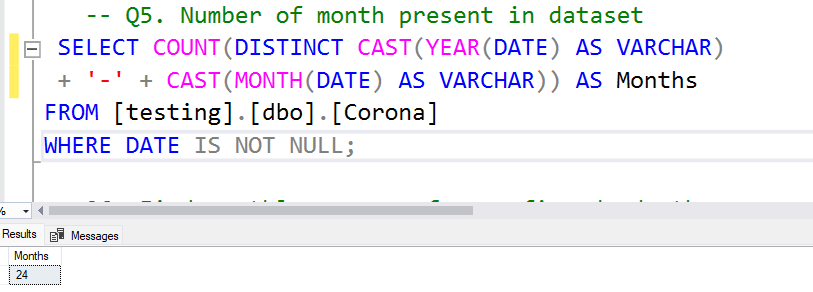 -- Q5. Number of month present in dataset
SELECT COUNT(DISTINCT CAST(YEAR(DATE) AS VARCHAR)
+ '-' + CAST(MONTH(DATE) AS VARCHAR)) AS Months
FROM [testing].[dbo].[Corona]
WHERE DATE IS NOT NULL;
%
Results Messages
Months
24